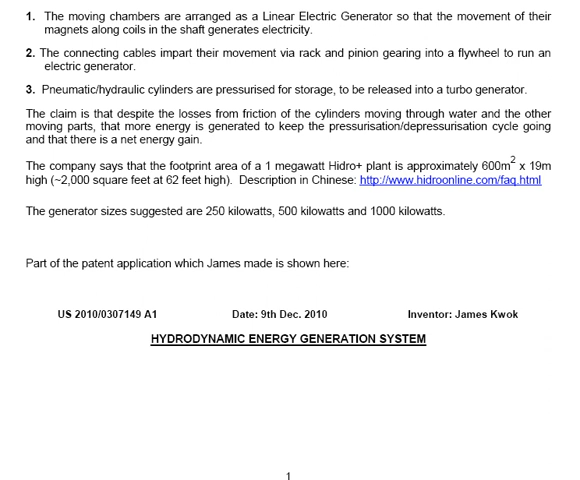 1. The moving chambers are arranged as a Linear Electric Generator so that the movement of their
magnets along coils in the shaft generates electricity.
2. The connecting cables impart their movement via rack and pinion gearing into a flywheel to run an
electric generator.
3. Pneumatic/hydraulic cylinders are pressurised for storage, to be released into a turbo generator.
The claim is that despite the losses from friction of the cylinders moving through water and the other
moving parts, that more energy is generated to keep the pressurisation/depressurisation cycle going
and that there is a net energy gain.
The company says that the footprint area of a 1 megawatt Hidro+ plant is approximately 600m² x 19m
high (~2,000 square feet at 62 feet high). Description in Chinese: http://www.hidroonline.com/faq.html
The generator sizes suggested are 250 kilowatts, 500 kilowatts and 1000 kilowatts.
Part of the patent application which James made is shown here:
US 2010/0307149 A1 Date: 9th Dec. 2010 Inventor: James Kwok
HYDRODYNAMIC ENERGY GENERATION SYSTEM
1